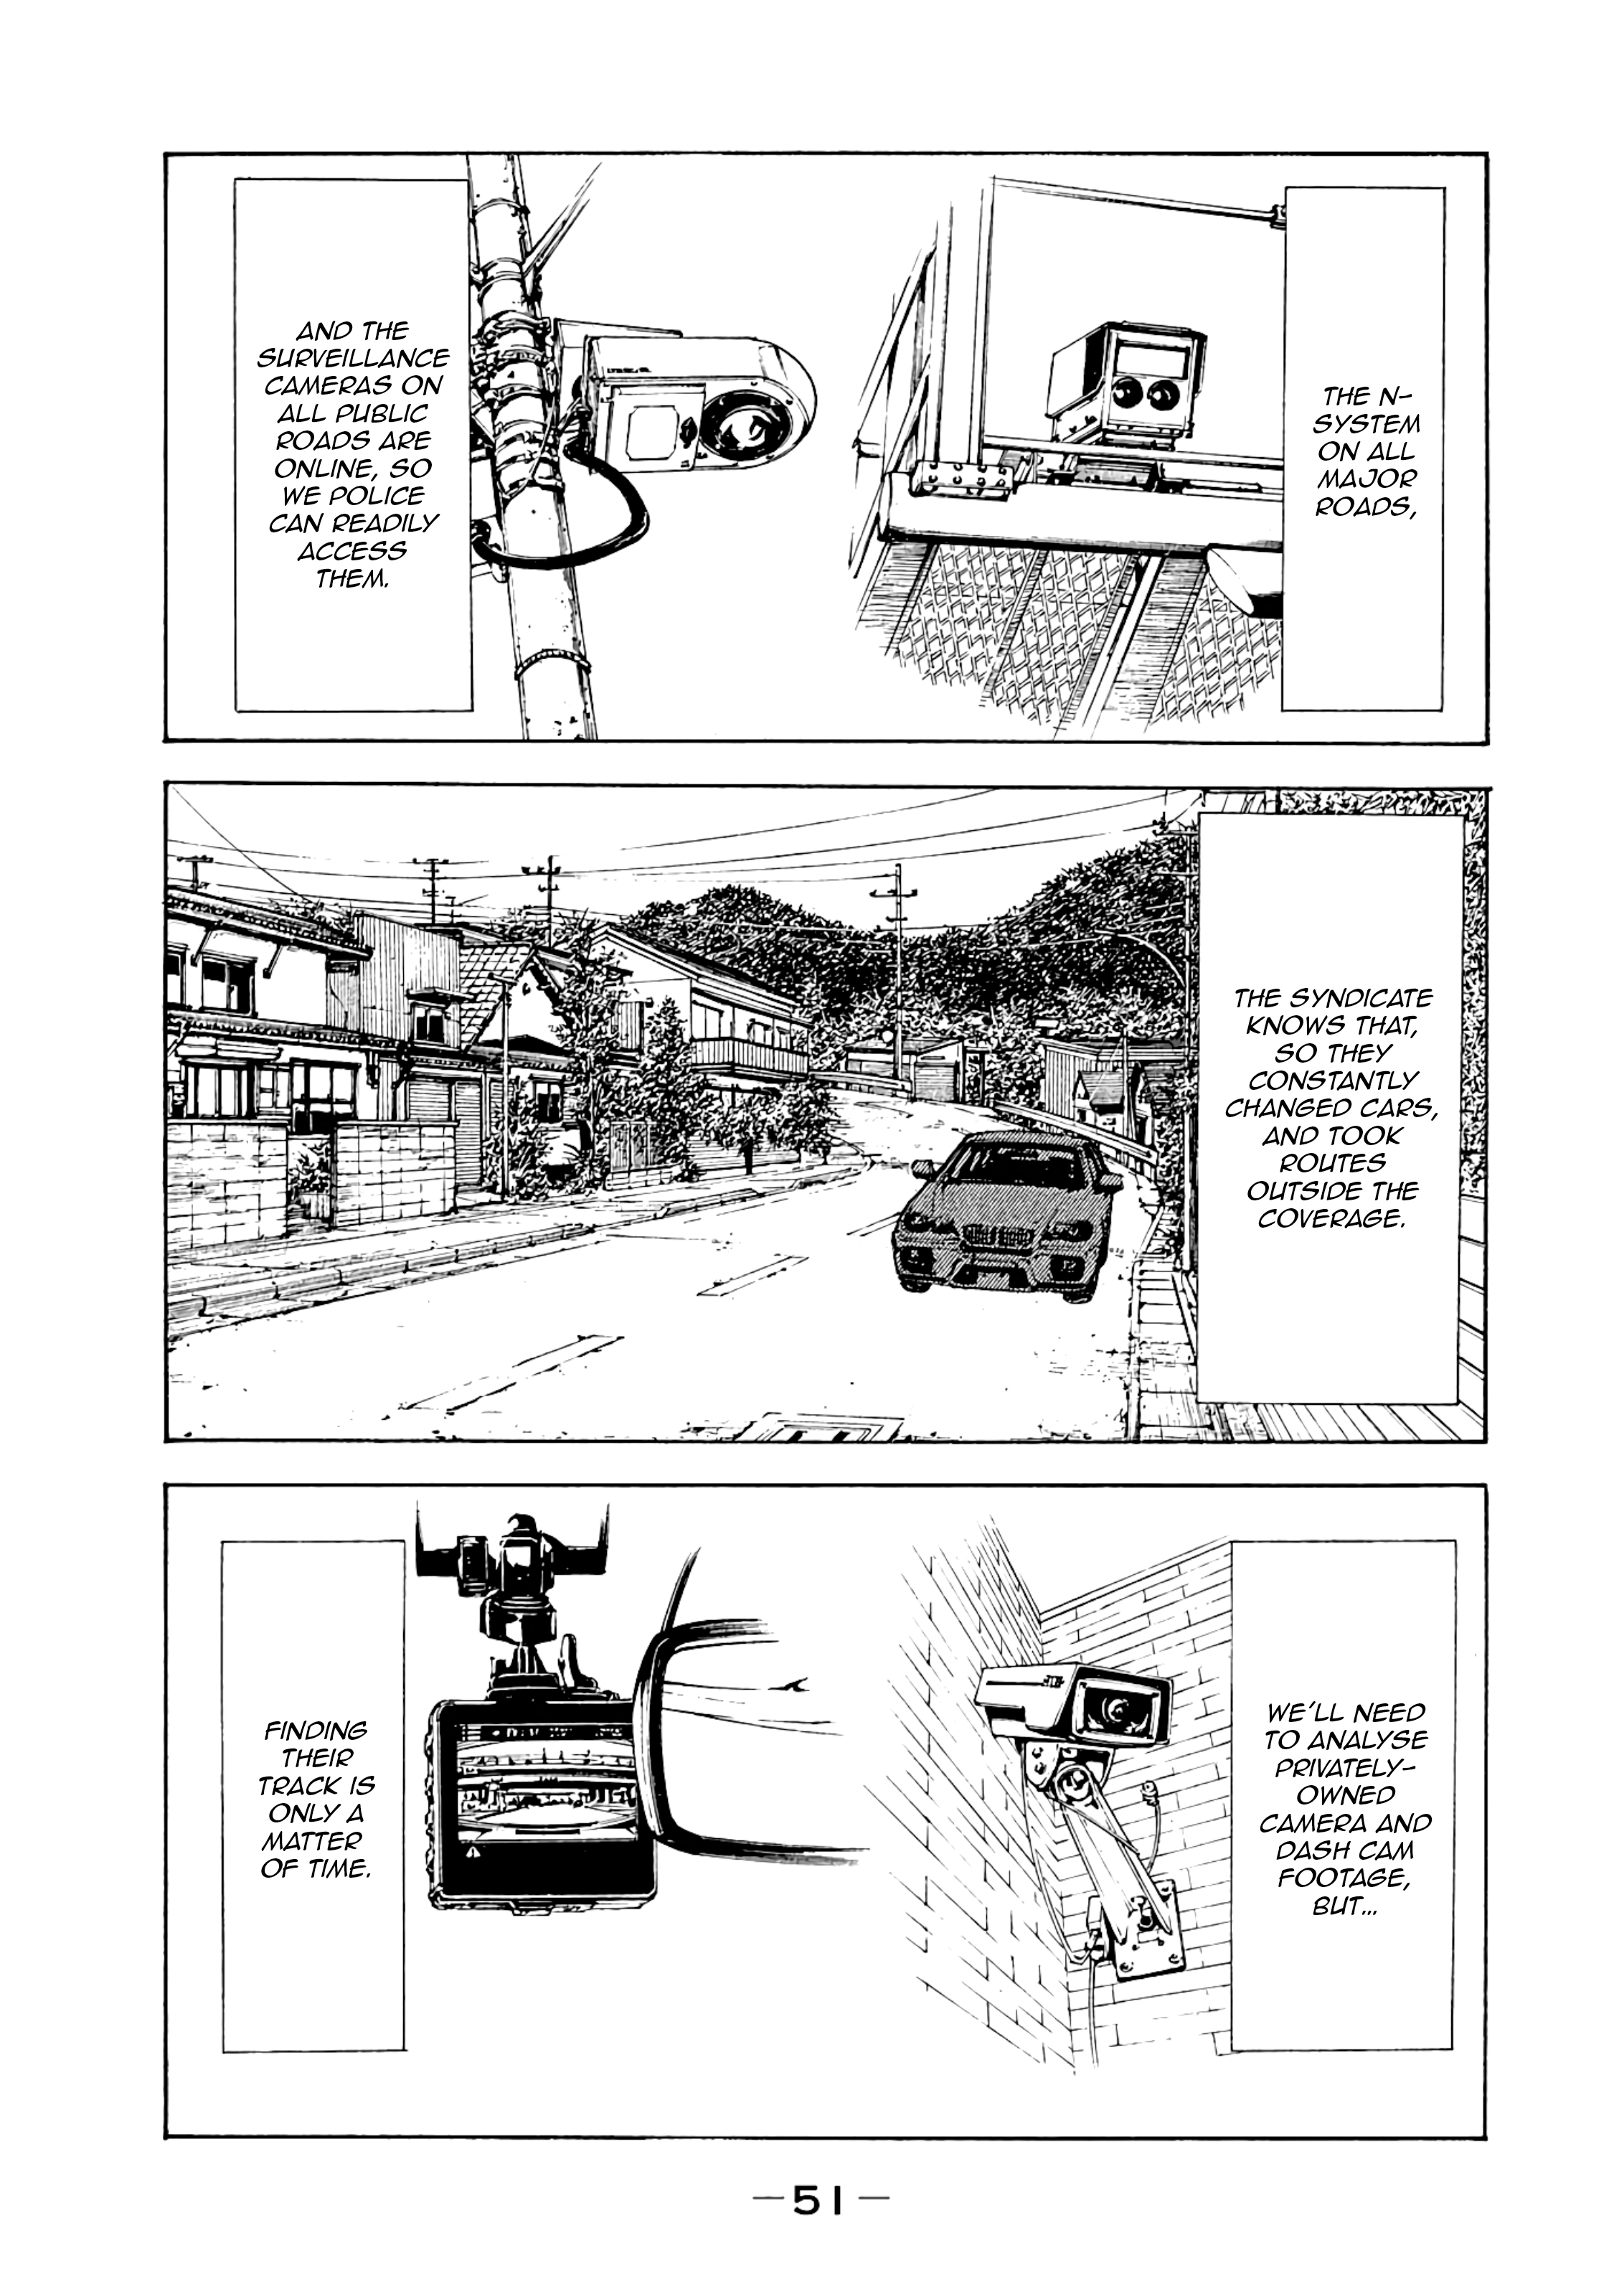 THE N-
SYSTEM
ON ALL
MAJOR
ROADS,
AND THE
SURVEILLANCE
CAMERAS ON
ALL PUBLIC
ROADS ARE
ONLINE, SO
WE POLICE
CAN READILY
ACCESS
THEM.
THE SYNDICATE
KNOWS THAT,
SO THEY
CONSTANTLY
CHANGED CARS,
AND TOOK
ROUTES
OUTSIDE THE
COVERAGE.
WE'LL NEED
TO ANALYSE
PRIVATELY-
OWNED
CAMERA AND
DASH CAM
FOOTAGE,
BUT...
FINDING
THEIR
TRACK IS
ONLY A
MATTER
OF TIME.
—51—